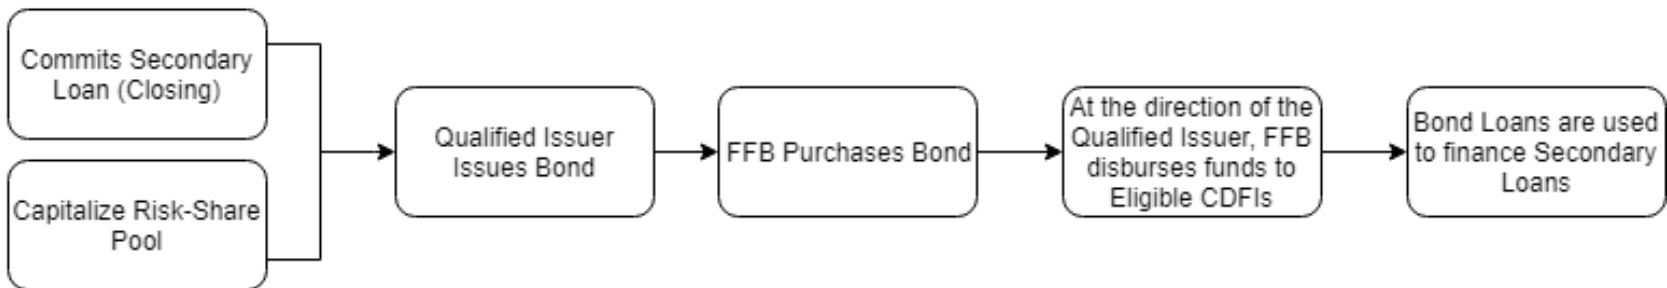 Commits Secondary
Loan (Closing)
Capitalize Risk-Share
Pool
Qualified Issuer
Issues Bond
FFB Purchases Bond
At the direction of the
Qualified Issuer, FFB
disburses funds to
Eligible CDFIs
Bond Loans are used
to finance Secondary
Loans